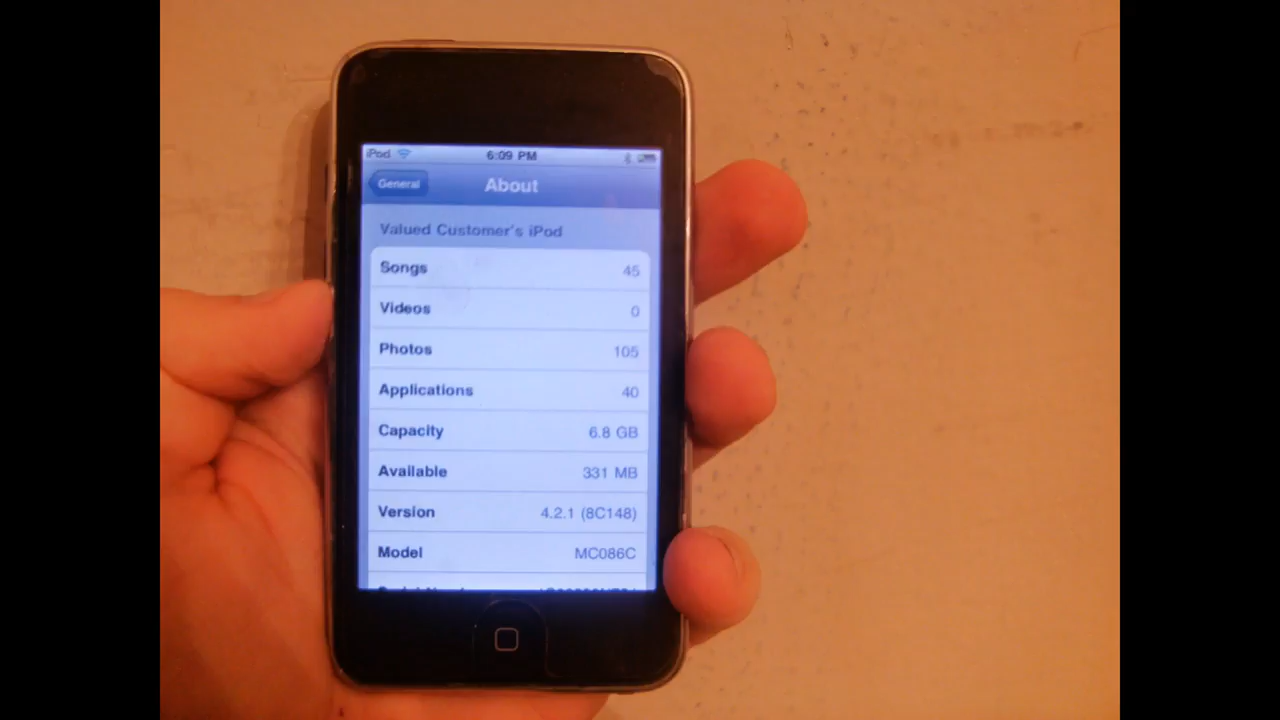 iPod 6:09 PM
General About
Valued Customer's iPod
Songs 45
Videos 0
Photos 105
Applications 40
Capacity 6.8 GB
Available 331 MB
Version 4.2.1 (8C148)
Model MC086C